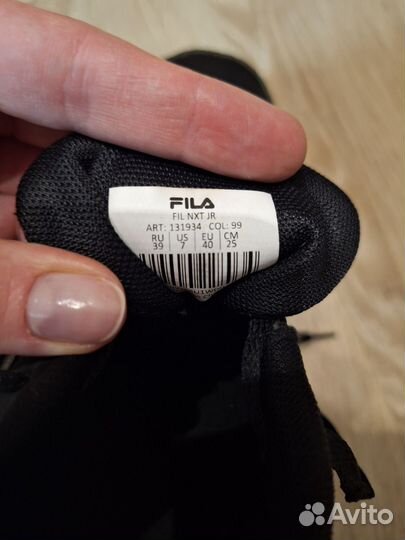 FILA
FIL NXT JR
ART: 131934 COL: 99
RU US EU CM
39 7 40 25
Avito